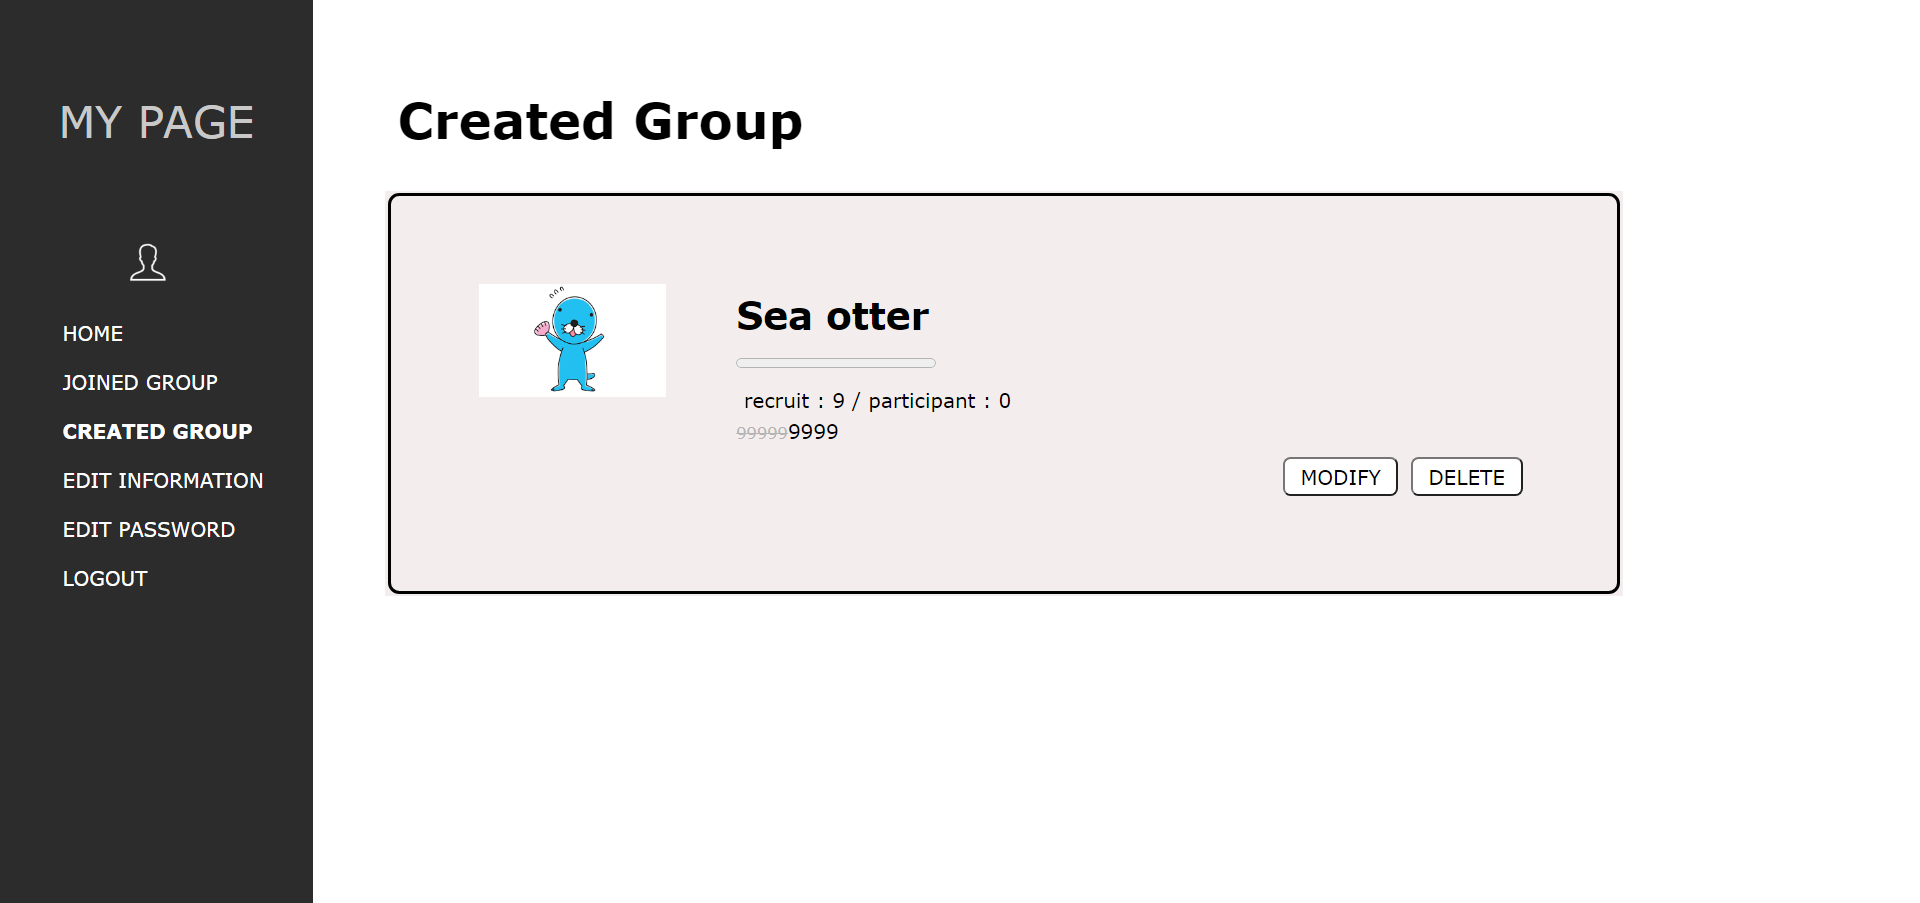 MY PAGE
HOME
JOINED GROUP
CREATED GROUP
EDIT INFORMATION
EDIT PASSWORD
LOGOUT
Created Group
Sea otter
recruit : 9 / participant : 0
999999999
MODIFY DELETE